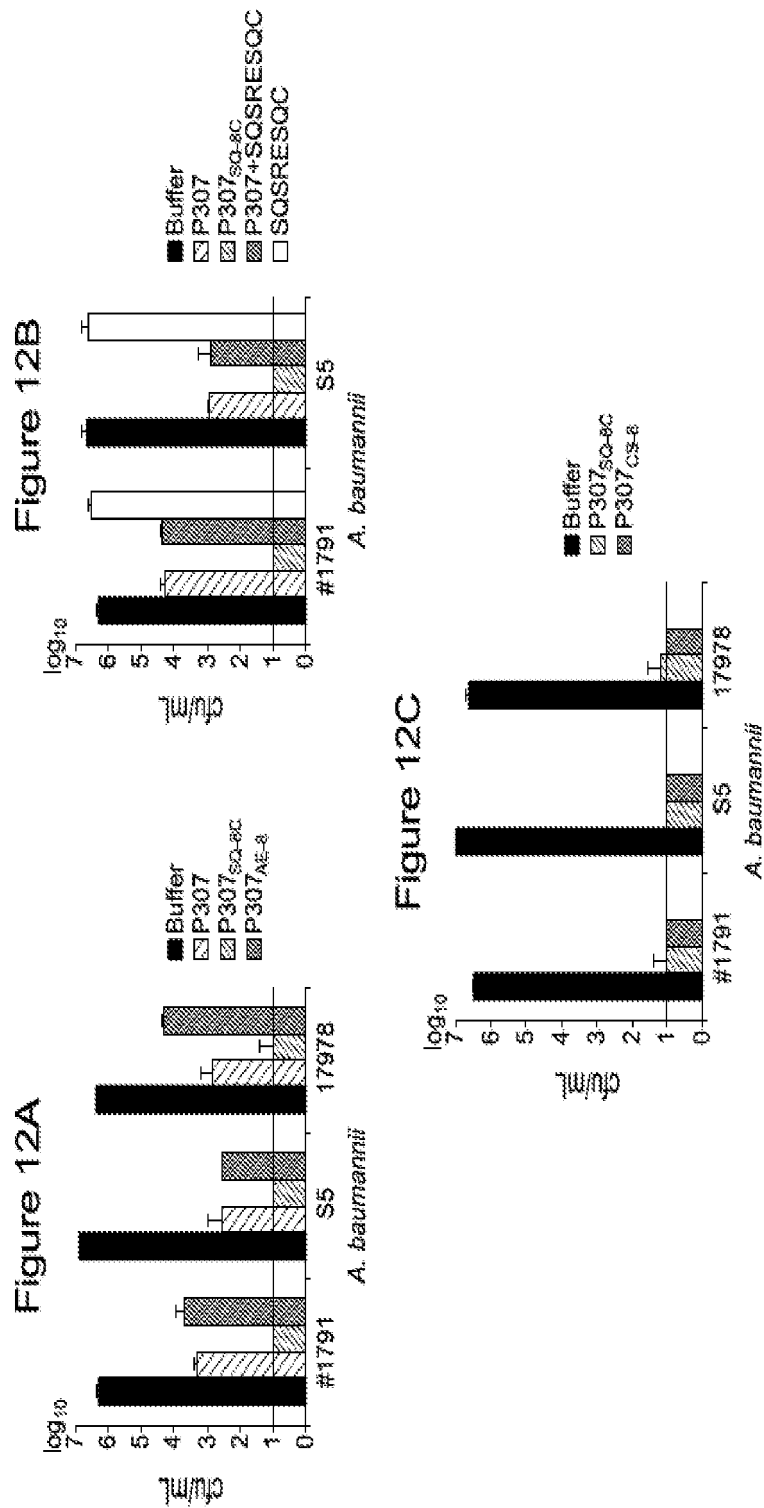 Figure 12A
log10
7
6
5
4
3
2
1
0
cfu/mL
#1791
S5
17978
A. baumannii
Buffer
P307
P307SQ-8C
P307AE-8
Figure 12B
log10
7
6
5
4
3
2
1
0
cfu/mL
#1791
S5
A. baumannii
Buffer
P307
P307SQ-8C
P307+SQSRESQC
SQSRESQC
Figure 12C
log10
7
6
5
4
3
2
1
0
cfu/mL
#1791
S5
17978
A. baumannii
Buffer
P307SQ-8C
P307CS-8